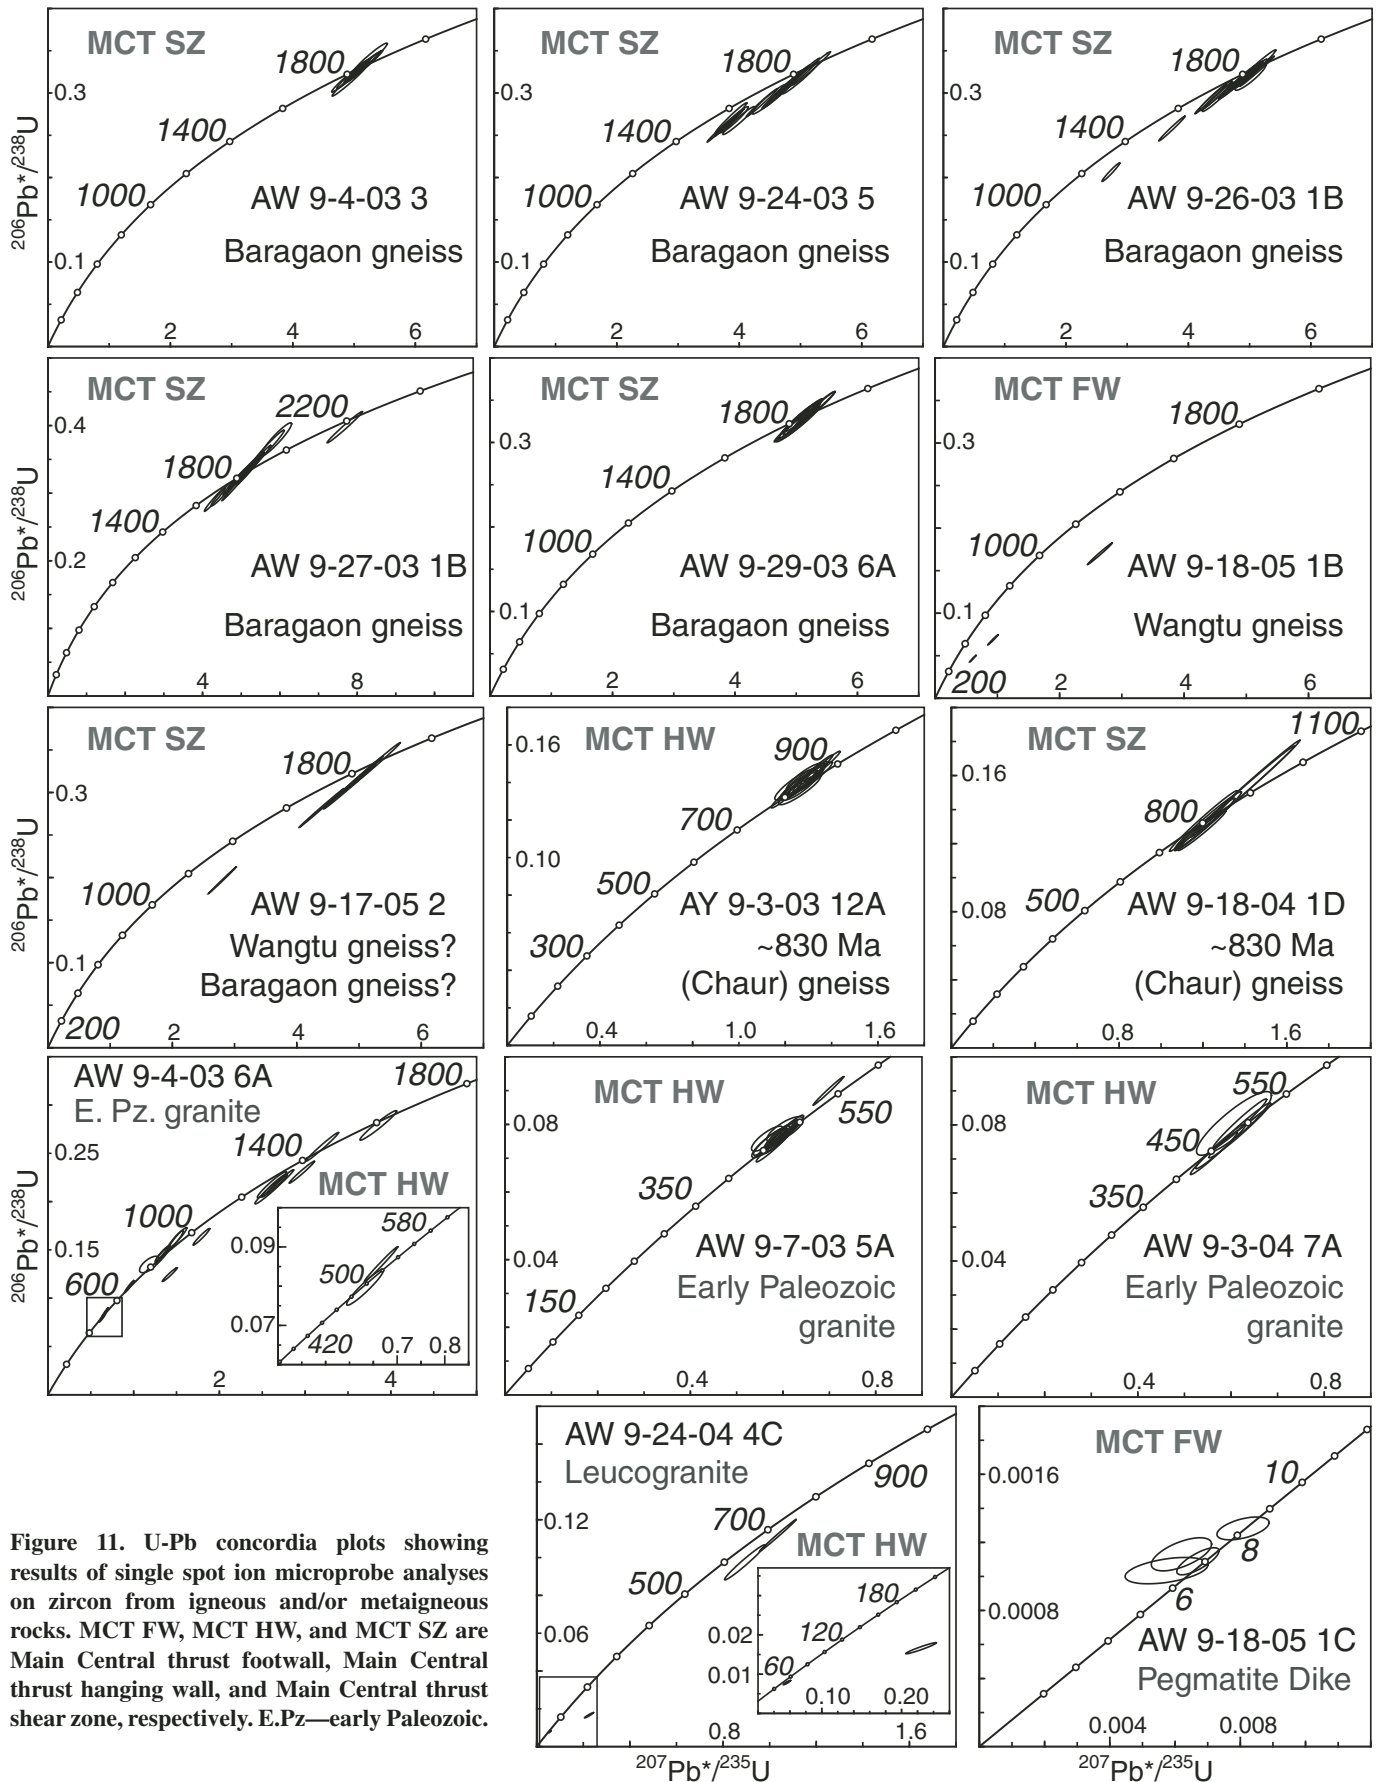 MCT SZ
1800
0.3
1400
1000
AW 9-4-03 3
Baragaon gneiss
0.1
2 4 6
206Pb*/238U
MCT SZ
1800
0.3
1400
1000
AW 9-24-03 5
Baragaon gneiss
0.1
2 4 6
MCT SZ
1800
0.3
1400
1000
AW 9-26-03 1B
Baragaon gneiss
0.1
2 4 6
MCT SZ
2200
0.4
1800
1400
0.2
AW 9-27-03 1B
Baragaon gneiss
4 8
206Pb*/238U
MCT SZ
1800
0.3
1400
1000
AW 9-29-03 6A
0.1
Baragaon gneiss
2 4 6
MCT FW
1800
0.3
1000
AW 9-18-05 1B
0.1
Wangtu gneiss
200
2 4 6
MCT SZ
1800
0.3
1000
AW 9-17-05 2
Wangtu gneiss?
0.1
Baragaon gneiss?
200
2 4 6
206Pb*/238U
MCT HW
0.16
900
700
0.10
500
AY 9-3-03 12A
300
~830 Ma
(Chaur) gneiss
0.4 1.0 1.6
MCT SZ
1100
0.16
800
500
0.08
AW 9-18-04 1D
~830 Ma
(Chaur) gneiss
0.8 1.6
AW 9-4-03 6A
1800
E. Pz. granite
0.25
1400
MCT HW
1000
0.15
600
580
0.09
500
0.07
420
0.7 0.8
2 4
206Pb*/238U
MCT HW
0.08
550
350
AW 9-7-03 5A
0.04
Early Paleozoic
150
granite
0.4 0.8
MCT HW
550
0.08
450
350
AW 9-3-04 7A
0.04
Early Paleozoic
granite
0.4 0.8
AW 9-24-04 4C
Leucogranite
900
0.12
700
MCT HW
500
0.06
180
0.02
120
0.01
60
0.10 0.20
0.8 1.6
207Pb*/235U
MCT FW
0.0016
10
8
6
0.0008
AW 9-18-05 1C
Pegmatite Dike
0.004 0.008
207Pb*/235U
Figure 11. U-Pb concordia plots showing
results of single spot ion microprobe analyses
on zircon from igneous and/or metaigneous
rocks. MCT FW, MCT HW, and MCT SZ are
Main Central thrust footwall, Main Central
thrust hanging wall, and Main Central thrust
shear zone, respectively. E.Pz—early Paleozoic.